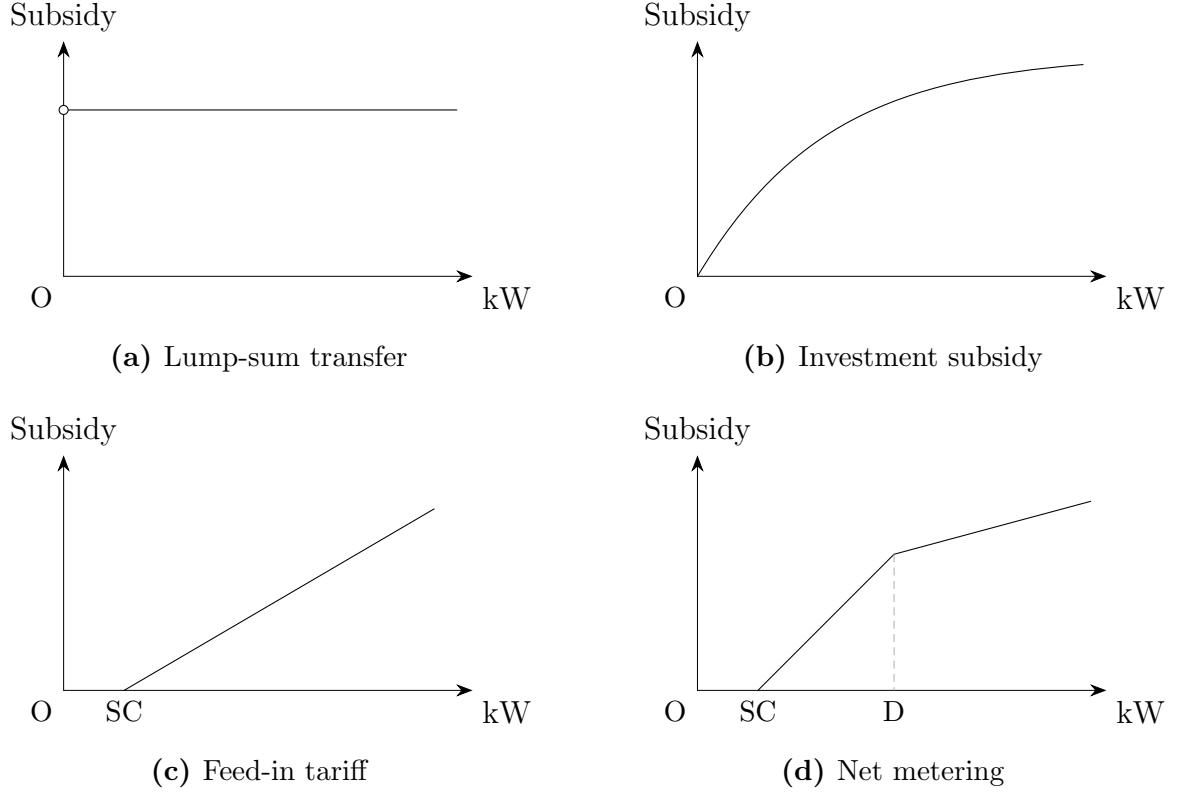 Subsidy
O
kW
(a) Lump-sum transfer
Subsidy
O
kW
(b) Investment subsidy
Subsidy
O
SC
kW
(c) Feed-in tariff
Subsidy
O
SC
D
kW
(d) Net metering